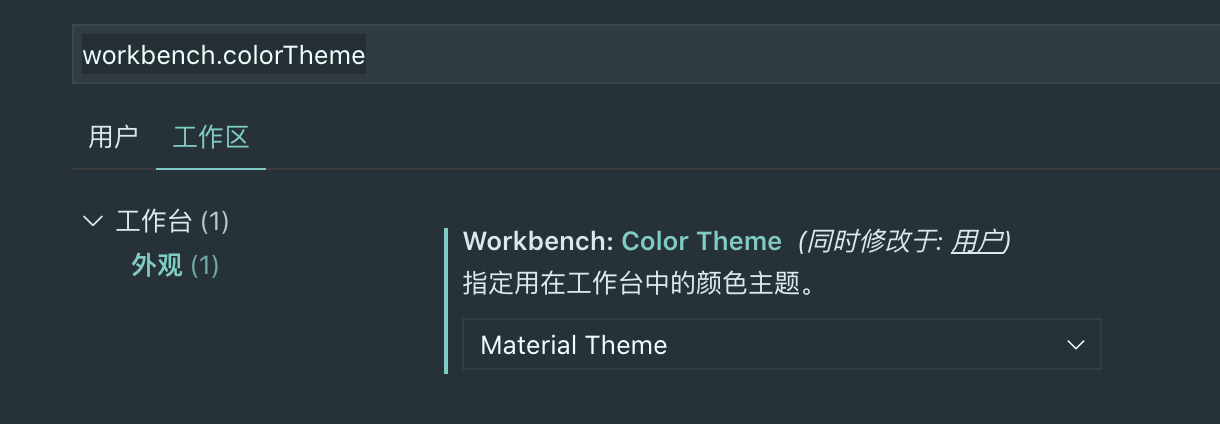 workbench.colorTheme
用户 工作区
工作台 (1)
外观 (1)
Workbench: Color Theme (同时修改于: 用户)
指定用在工作台中的颜色主题。
Material Theme